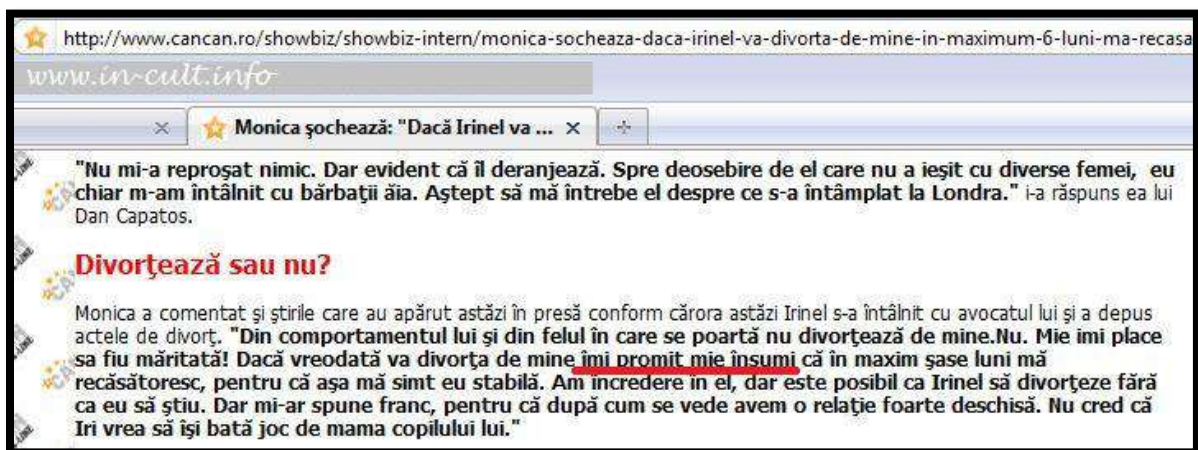 http://www.cancan.ro/showbiz/showbiz-intern/monica-socheaza-daca-irinel-va-divorta-de-mine-in-maximum-6-luni-ma-recasa
www.in-cult.info
Monica şochează: "Dacă Irinel va ...
"Nu mi-a reproşat nimic. Dar evident că îl deranjează. Spre deosebire de el care nu a ieşit cu diverse femei, eu
chiar m-am întâlnit cu bărbaţii ăia. Aştept să mă întrebe el despre ce s-a întâmplat la Londra." i-a răspuns ea lui
Dan Capatos.
Divorţează sau nu?
Monica a comentat şi ştirile care au apărut astăzi în presă conform cărora astăzi Irinel s-a întâlnit cu avocatul lui şi a depus
actele de divorţ. "Din comportamentul lui şi din felul în care se poartă nu divorţează de mine.Nu. Mie imi place
sa fiu măritată! Dacă vreodată va divorţa de mine îmi promit mie însumi că în maxim şase luni mă
recăsătoresc, pentru că aşa mă simt eu stabilă. Am încredere în el, dar este posibil ca Irinel să divorţeze fără
ca eu să ştiu. Dar mi-ar spune franc, pentru că după cum se vede avem o relaţie foarte deschisă. Nu cred că
Iri vrea să îşi bată joc de mama copilului lui."